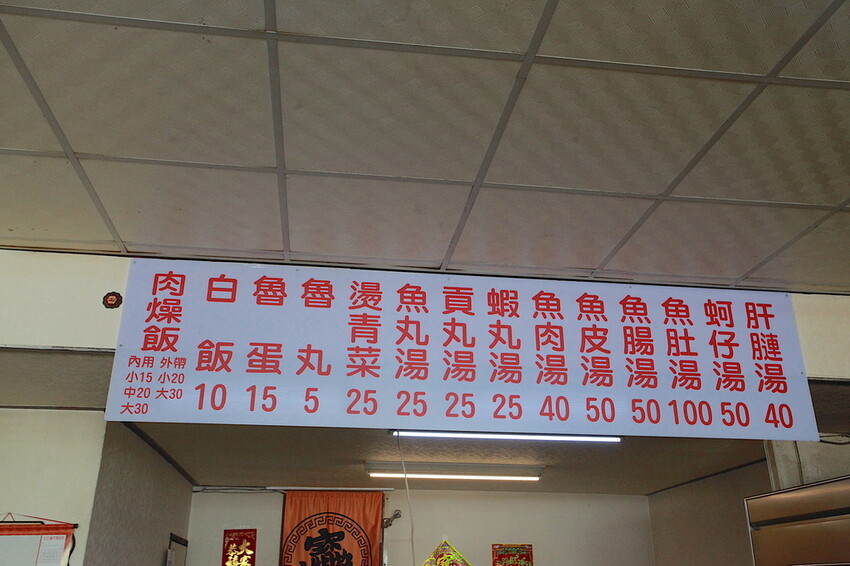 肉燥飯
內用 外帶
小15 小20
中20 大30
大30
白飯 10
魯蛋 15
魯丸 5
燙青菜 25
魚丸湯 25
貢丸湯 25
蝦丸湯 25
魚肉湯 40
魚皮湯 50
魚腸湯 50
魚肚湯 100
蚵仔湯 50
肝腱湯 40